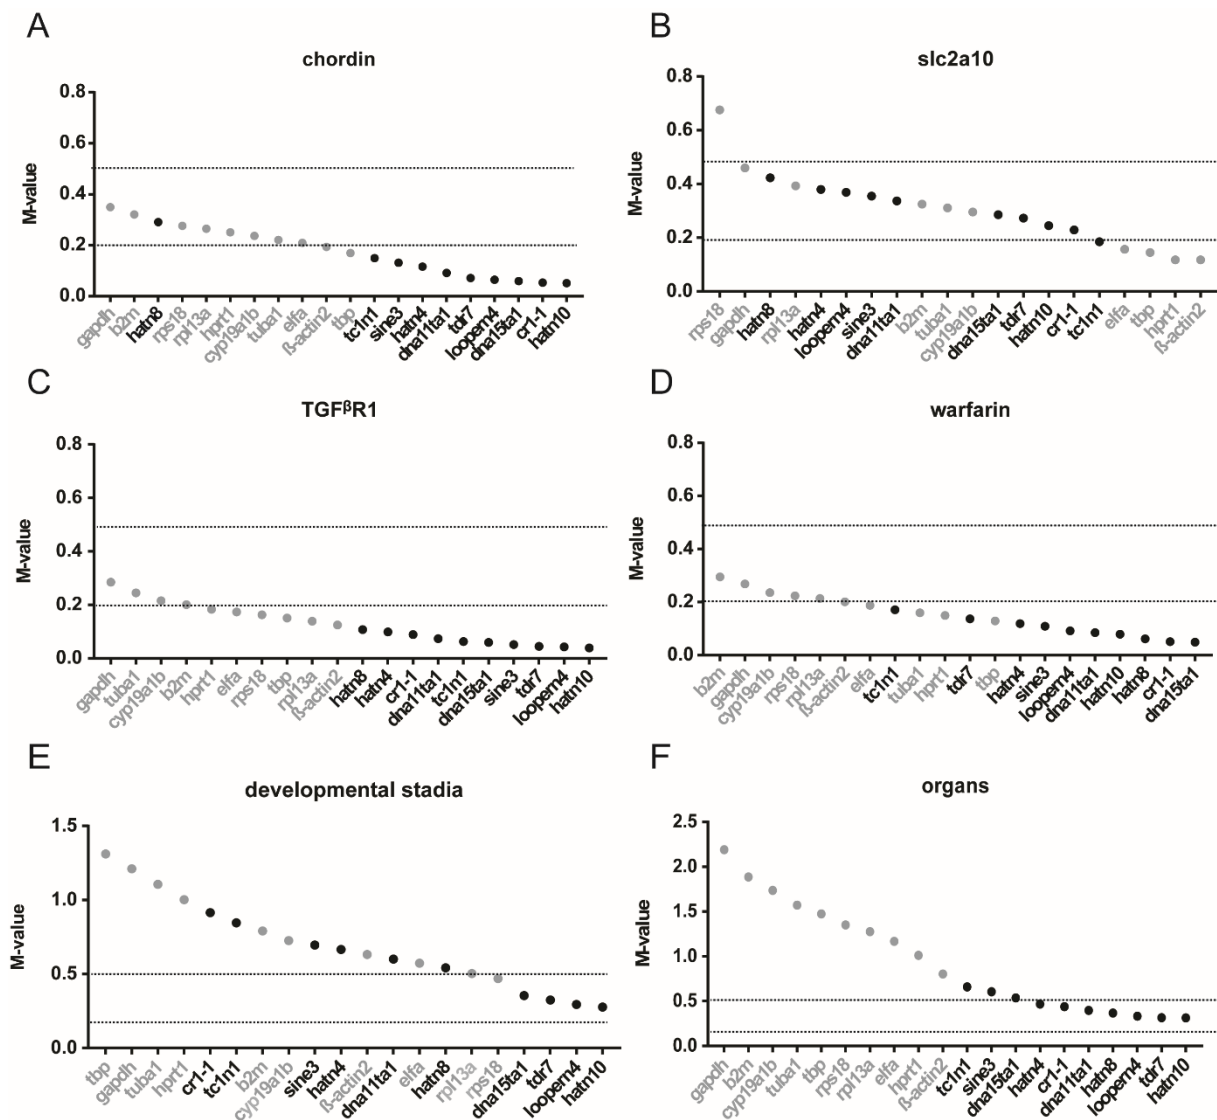 A
chordin
M-value
0.8
0.6
0.4
0.2
0.0
gapdh
b2m
hatn8
rps18
rpl13a
hprt1
cyp19a1b
tuba1
elfa
ß-actin2
tbp
tc1n1
sine3
hatn4
dna11ta1
tdr7
loopern4
dna15ta1
cr1-1
hatn10
B
slc2a10
M-value
0.8
0.6
0.4
0.2
0.0
rps18
gapdh
hatn8
rpl13a
hatn4
loopern4
sine3
dna11ta1
b2m
tuba1
cyp19a1b
dna15ta1
tdr7
hatn10
cr1-1
tc1n1
elfa
tbp
hprt1
ß-actin2
C
TGFᵝR1
M-value
0.8
0.6
0.4
0.2
0.0
gapdh
tuba1
cyp19a1b
b2m
hprt1
elfa
rps18
tbp
rpl13a
ß-actin2
hatn8
hatn4
cr1-1
dna11ta1
tc1n1
dna15ta1
sine3
tdr7
loopern4
hatn10
D
warfarin
M-value
0.8
0.6
0.4
0.2
0.0
b2m
gapdh
cyp19a1b
rps18
rpl13a
ß-actin2
elfa
tc1n1
tuba1
hprt1
tdr7
tbp
hatn4
sine3
loopern4
dna11ta1
hatn10
hatn8
cr1-1
dna15ta1
E
developmental stadia
M-value
1.5
1.0
0.5
0.0
tbp
gapdh
tuba1
hprt1
cr1-1
tc1n1
b2m
cyp19a1b
sine3
hatn4
ß-actin2
dna11ta1
elfa
hatn8
rpl13a
rps18
dna15ta1
tdr7
loopern4
hatn10
F
organs
M-value
2.5
2.0
1.5
1.0
0.5
0.0
gapdh
b2m
cyp19a1b
tuba1
tbp
rps18
rpl13a
elfa
hprt1
ß-actin2
tc1n1
sine3
dna15ta1
hatn4
cr1-1
dna11ta1
hatn8
loopern4
tdr7
hatn10